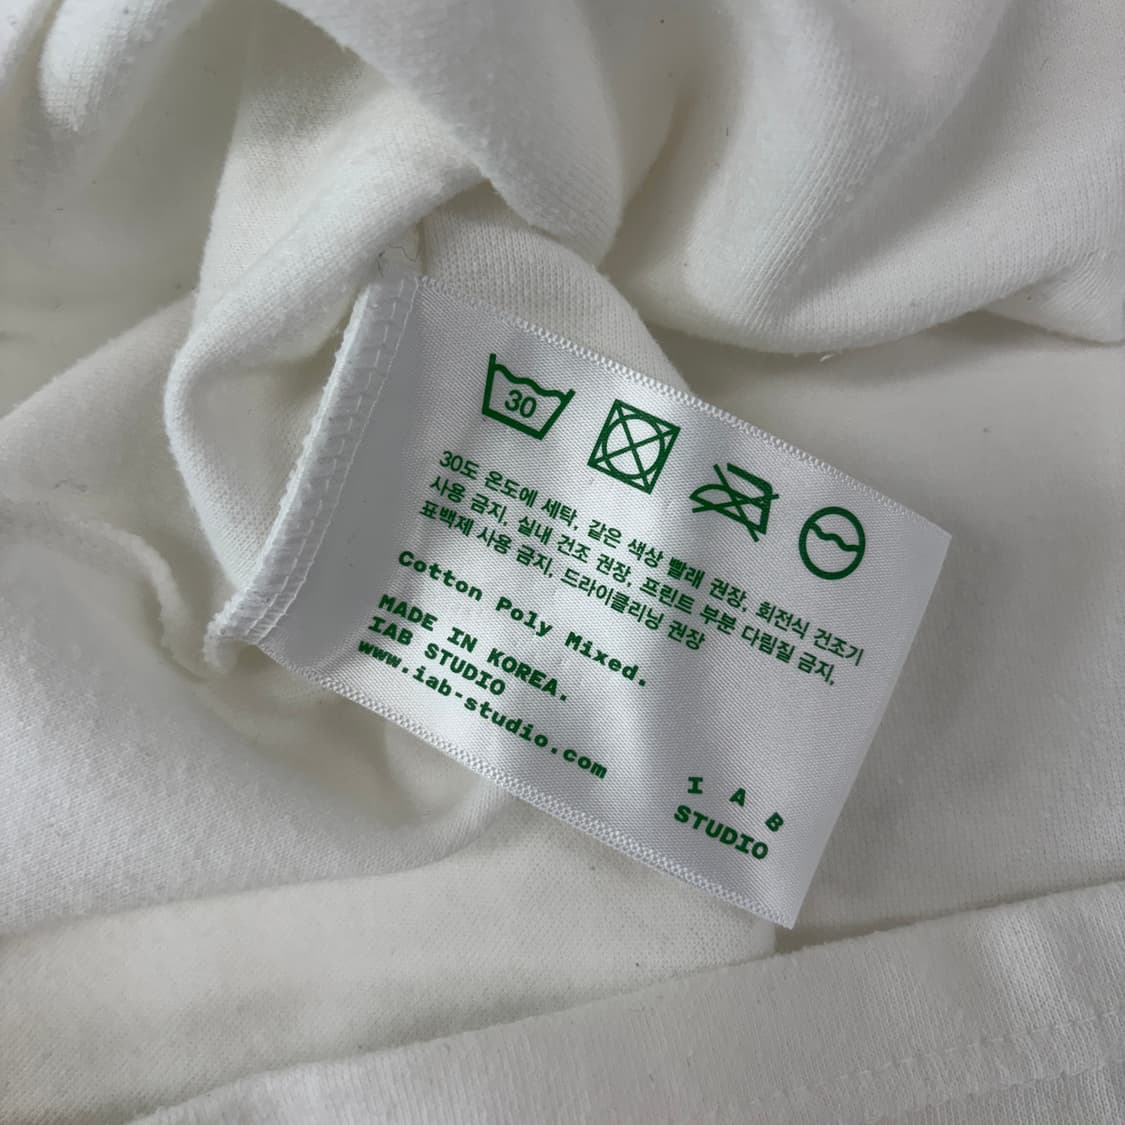 30
30도 온도에 세탁, 같은 색상 빨래 권장, 회전식 건조기
사용 금지, 실내 건조 권장, 프린트 부분 다림질 금지,
표백제 사용 금지, 드라이클리닝 권장
Cotton Poly Mixed.
MADE IN KOREA.
IAB STUDIO
www.iab-studio.com
I A B
STUDIO